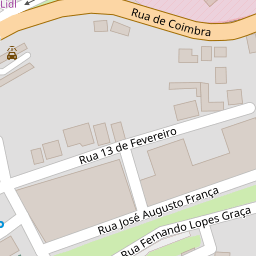 Lidl
Rua de Coimbra
Rua 13 de Fevereiro
Rua José Augusto França
Rua Fernando Lopes Graça